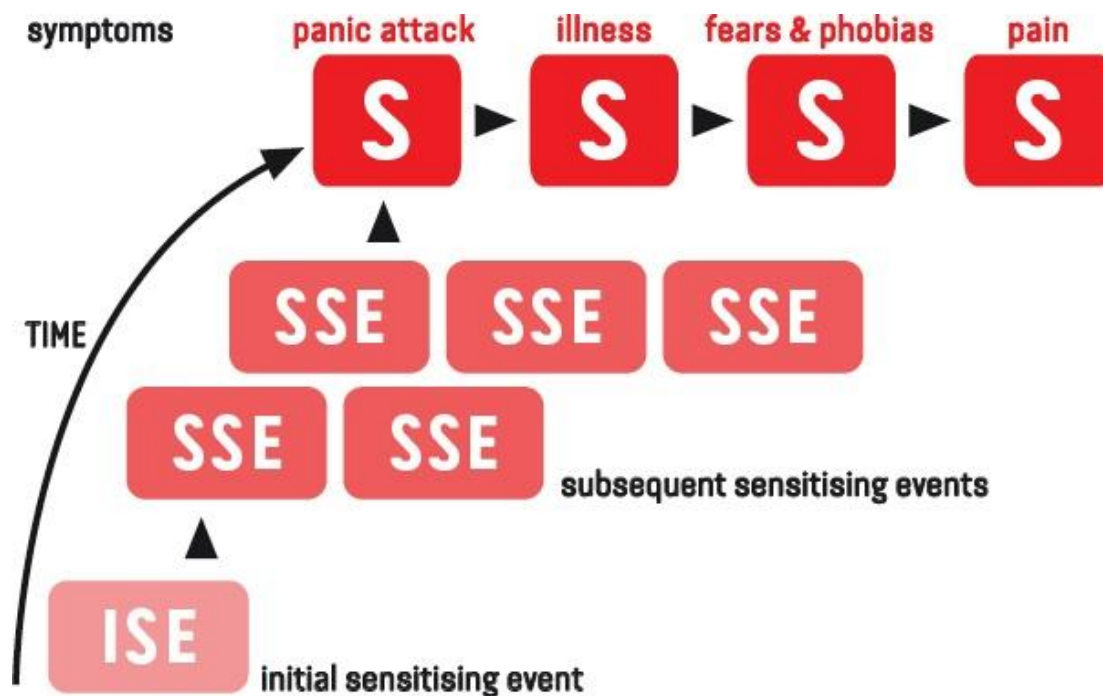 symptoms panic attack illness fears & phobias pain
S S S S
SSE SSE SSE
TIME
SSE SSE
subsequent sensitising events
ISE
initial sensitising event